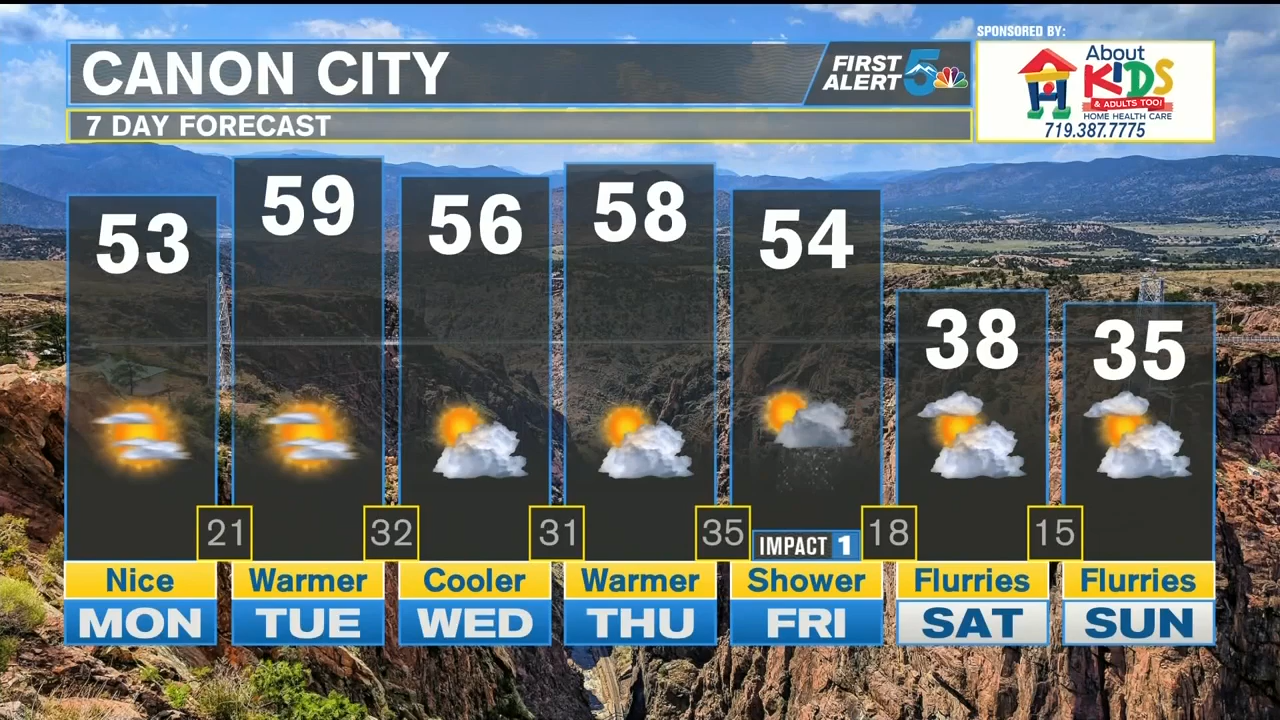 CANON CITY
7 DAY FORECAST
FIRST
ALERT 5
SPONSORED BY:
About
KIDS
& ADULTS TOO!
HOME HEALTH CARE
719.387.7775
53 59 56 58 54 38 35
21 32 31 35 18 15
IMPACT 1
Nice Warmer Cooler Warmer Shower Flurries Flurries
MON TUE WED THU FRI SAT SUN